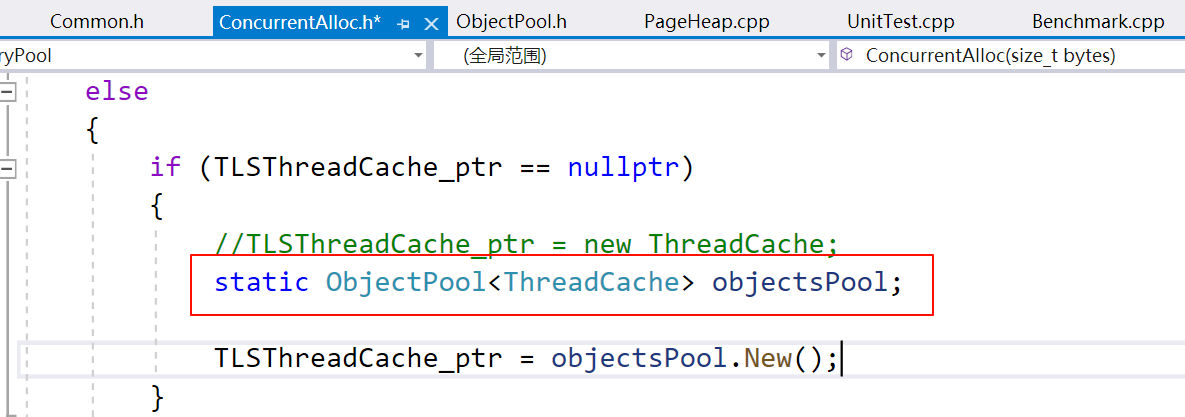 Common.h ConcurrentAlloc.h* ObjectPool.h PageHeap.cpp UnitTest.cpp Benchmark.cpp
ryPool (全局范围) ConcurrentAlloc(size_t bytes)
else
{
if (TLSThreadCache_ptr == nullptr)
{
//TLSThreadCache_ptr = new ThreadCache;
static ObjectPool<ThreadCache> objectsPool;
TLSThreadCache_ptr = objectsPool.New();
}